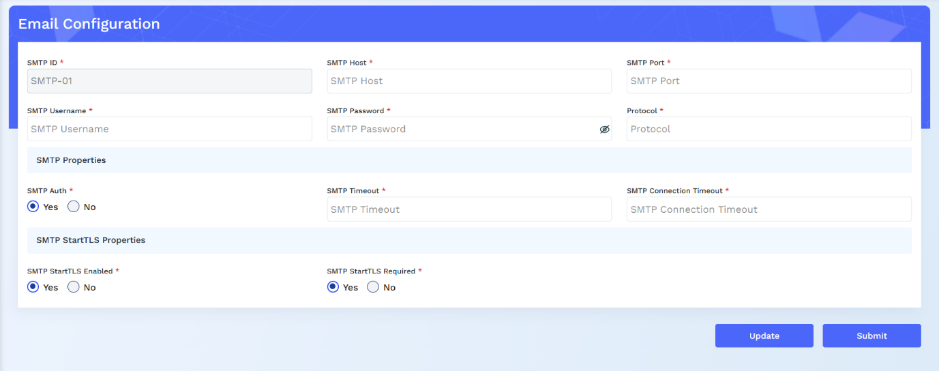 Email Configuration
SMTP ID * SMTP Host * SMTP Port *
SMTP-01 SMTP Host SMTP Port
SMTP Username * SMTP Password * Protocol *
SMTP Username SMTP Password Protocol
SMTP Properties
SMTP Auth * SMTP Timeout * SMTP Connection Timeout *
Yes No SMTP Timeout SMTP Connection Timeout
SMTP StartTLS Properties
SMTP StartTLS Enabled * SMTP StartTLS Required *
Yes No Yes No
Update Submit